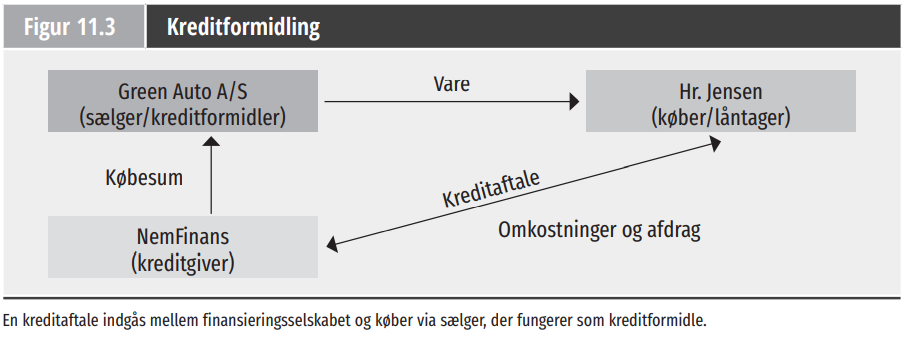 Figur 11.3
Kreditformidling
Green Auto A/S
(sælger/kreditformidler)
Vare
Hr. Jensen
(køber/låntager)
Købesum
Kreditaftale
Omkostninger og afdrag
NemFinans
(kreditgiver)
En kreditaftale indgås mellem finansieringsselskabet og køber via sælger, der fungerer som kreditformidle.